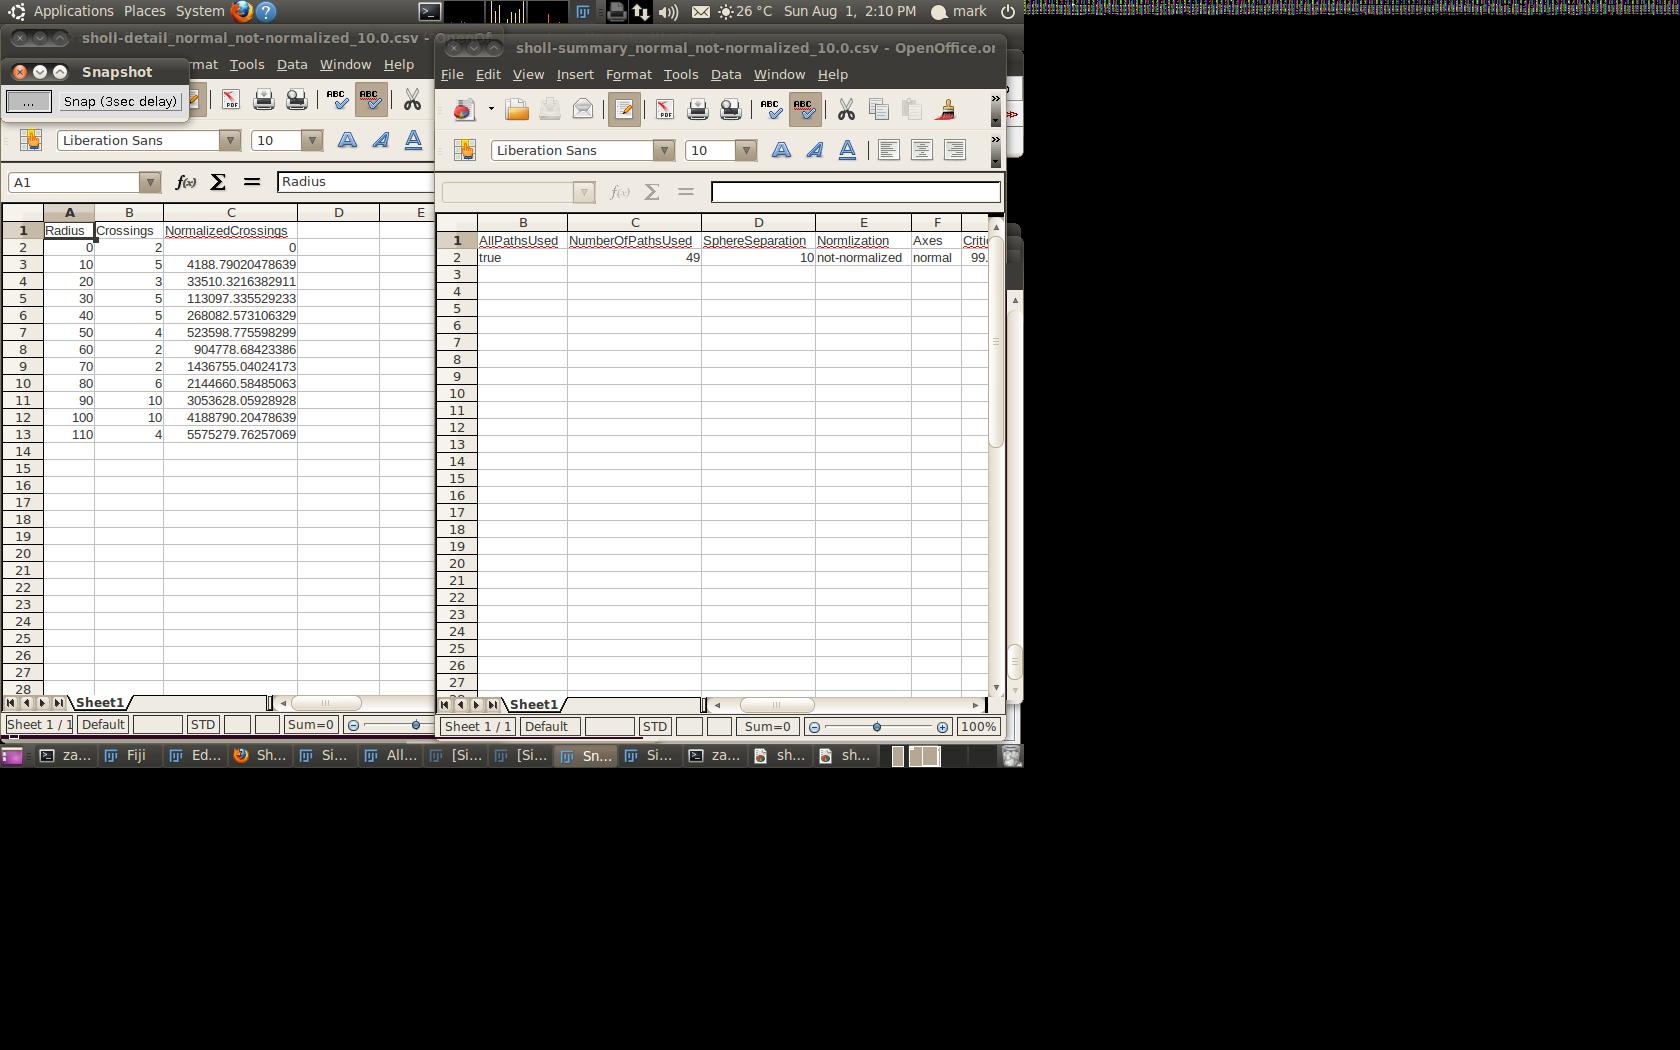 Applications Places System 26 °C Sun Aug 1, 2:10 PM mark
sholl-detail_normal_not-normalized_10.0.csv - OpenOf
Snapshot
... Snap (3sec delay)
rmat Tools Data Window Help
PDF ABC ABC
Liberation Sans 10 A A A
A1 f(x) Σ = Radius
A B C D E
1 Radius Crossings NormalizedCrossings
2 0 2 0
3 10 5 4188.79020478639
4 20 3 33510.3216382911
5 30 5 113097.335529233
6 40 5 268082.573106329
7 50 4 523598.775598299
8 60 2 904778.68423386
9 70 2 1436755.04024173
10 80 6 2144660.58485063
11 90 10 3053628.05928928
12 100 10 4188790.20478639
13 110 4 5575279.76257069
14
15
16
17
18
19
20
21
22
23
24
25
26
27
28
Sheet1
Sheet 1 / 1 Default STD Sum=0
sholl-summary_normal_not-normalized_10.0.csv - OpenOffice.or
File Edit View Insert Format Tools Data Window Help
PDF ABC ABC
Liberation Sans 10 A A A
f(x) Σ =
B C D E F
1 AllPathsUsed NumberOfPathsUsed SphereSeparation Normlization Axes Critic
2 true 49 10 not-normalized normal 99.
3
4
5
6
7
8
9
10
11
12
13
14
15
16
17
18
19
20
21
22
23
24
25
26
27
Sheet1
Sheet 1 / 1 Default STD Sum=0 100%
za... Fiji Ed... Sh... Si... All... [Si... [Si... Sn... Si... za... sh... sh...